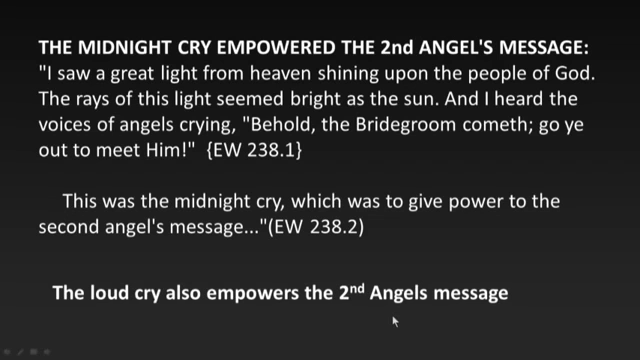 THE MIDNIGHT CRY EMPOWERED THE 2nd ANGEL'S MESSAGE:
"I saw a great light from heaven shining upon the people of God.
The rays of this light seemed bright as the sun. And I heard the
voices of angels crying, "Behold, the Bridegroom cometh; go ye
out to meet Him!" {EW 238.1}
This was the midnight cry, which was to give power to the
second angel's message..."(EW 238.2)
The loud cry also empowers the 2nd Angels message